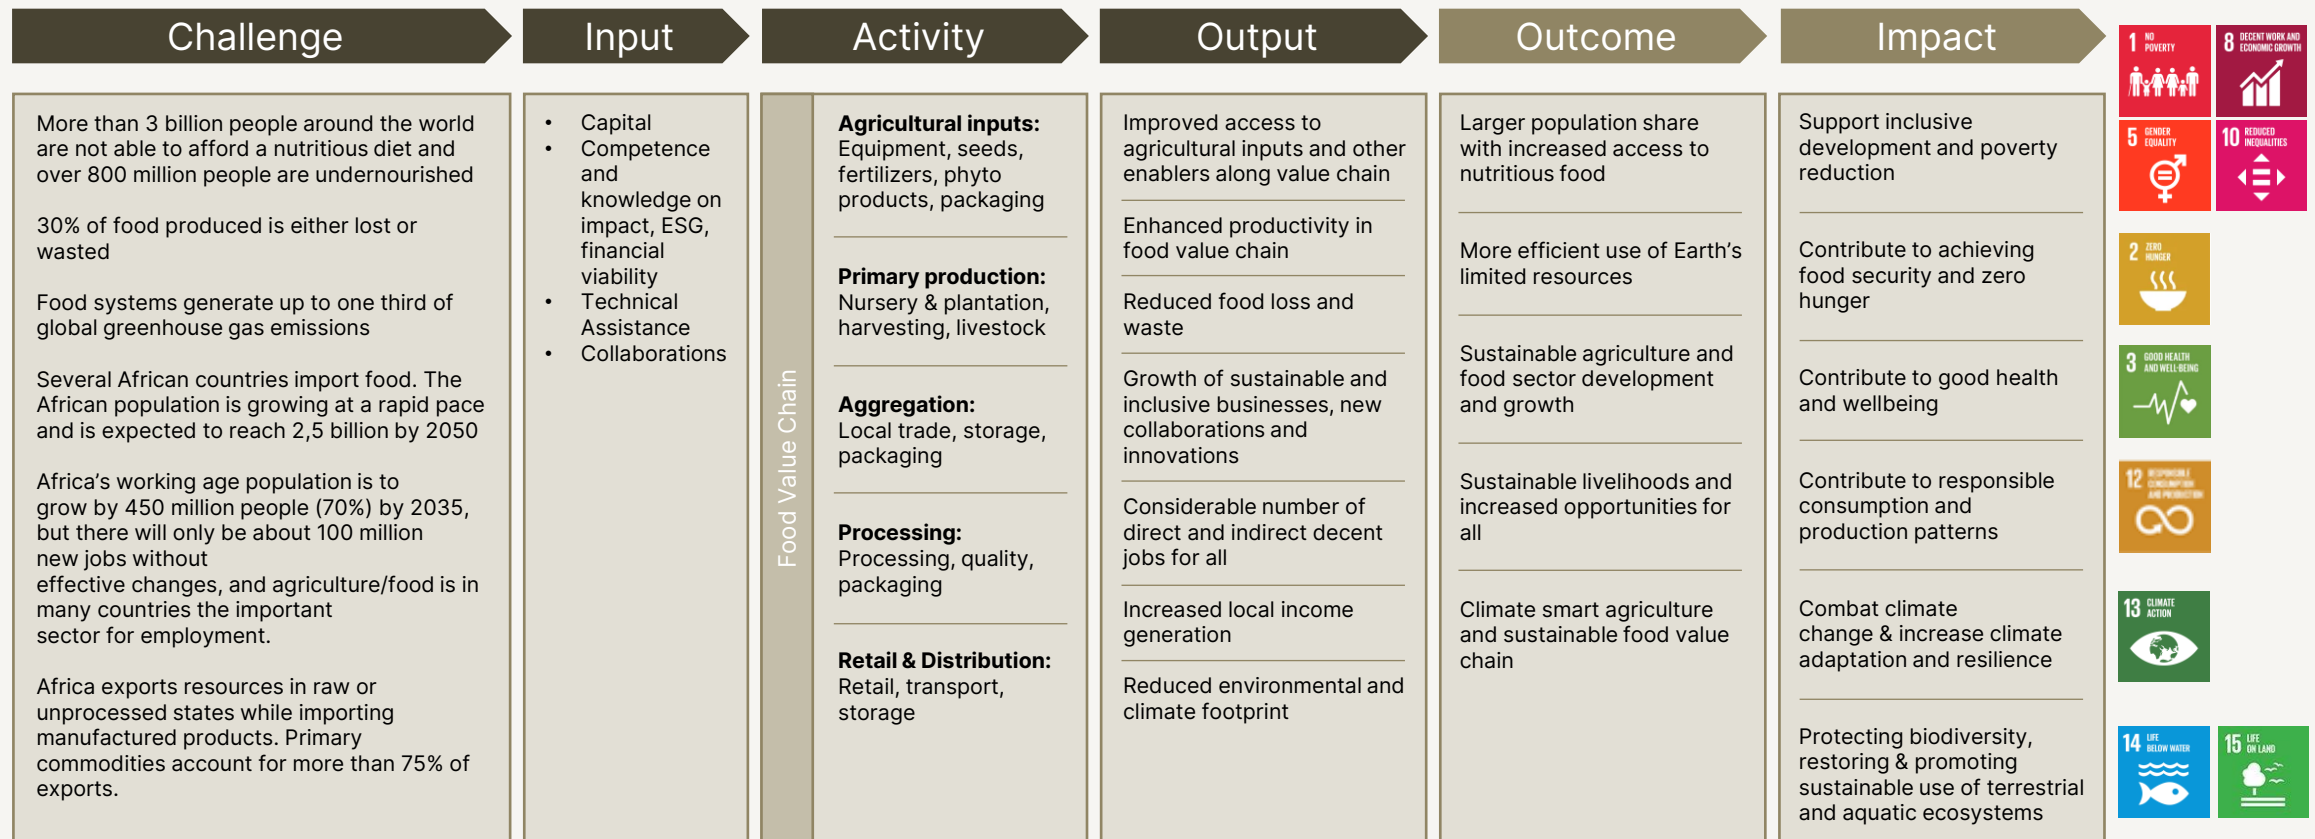 Challenge
Input
Activity
Output
Outcome
Impact
More than 3 billion people around the world
are not able to afford a nutritious diet and
over 800 million people are undernourished
30% of food produced is either lost or
wasted
Food systems generate up to one third of
global greenhouse gas emissions
Several African countries import food. The
African population is growing at a rapid pace
and is expected to reach 2,5 billion by 2050
Africa's working age population is to
grow by 450 million people (70%) by 2035,
but there will only be about 100 million
new jobs without
effective changes, and agriculture/food is in
many countries the important
sector for employment.
Africa exports resources in raw or
unprocessed states while importing
manufactured products. Primary
commodities account for more than 75% of
exports.
• Capital
• Competence
and
knowledge on
impact, ESG,
financial
viability
• Technical
Assistance
• Collaborations
Food Value Chain
Agricultural inputs:
Equipment, seeds,
fertilizers, phyto
products, packaging
Primary production:
Nursery & plantation,
harvesting, livestock
Aggregation:
Local trade, storage,
packaging
Processing:
Processing, quality,
packaging
Retail & Distribution:
Retail, transport,
storage
Improved access to
agricultural inputs and other
enablers along value chain
Enhanced productivity in
food value chain
Reduced food loss and
waste
Growth of sustainable and
inclusive businesses, new
collaborations and
innovations
Considerable number of
direct and indirect decent
jobs for all
Increased local income
generation
Reduced environmental and
climate footprint
Larger population share
with increased access to
nutritious food
More efficient use of Earth's
limited resources
Sustainable agriculture and
food sector development
and growth
Sustainable livelihoods and
increased opportunities for
all
Climate smart agriculture
and sustainable food value
chain
Support inclusive
development and poverty
reduction
Contribute to achieving
food security and zero
hunger
Contribute to good health
and wellbeing
Contribute to responsible
consumption and
production patterns
Combat climate
change & increase climate
adaptation and resilience
Protecting biodiversity,
restoring & promoting
sustainable use of terrestrial
and aquatic ecosystems
1 NO
POVERTY
8 DECENT WORK AND
ECONOMIC GROWTH
5 GENDER
EQUALITY
10 REDUCED
INEQUALITIES
2 ZERO
HUNGER
3 GOOD HEALTH
AND WELL-BEING
12 RESPONSIBLE
CONSUMPTION
AND PRODUCTION
13 CLIMATE
ACTION
14 LIFE
BELOW WATER
15 LIFE
ON LAND